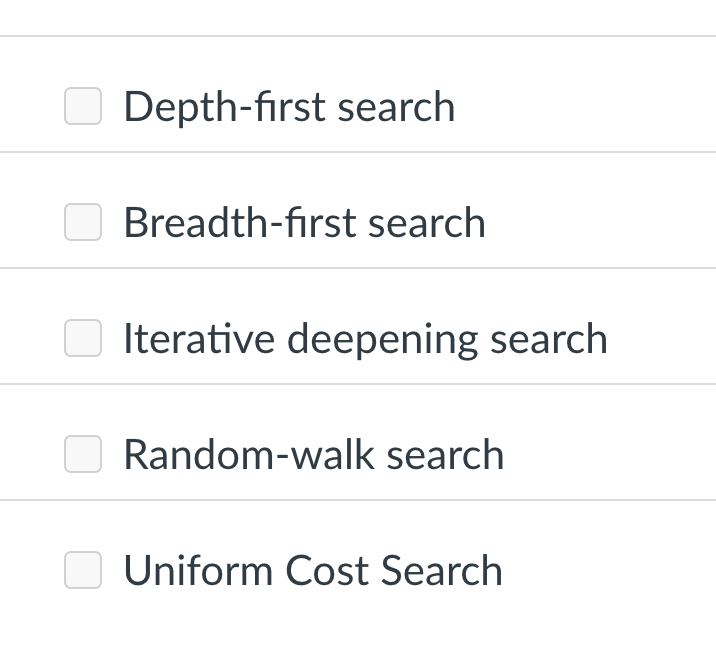 Depth-first search
Breadth-first search
Iterative deepening search
Random-walk search
Uniform Cost Search